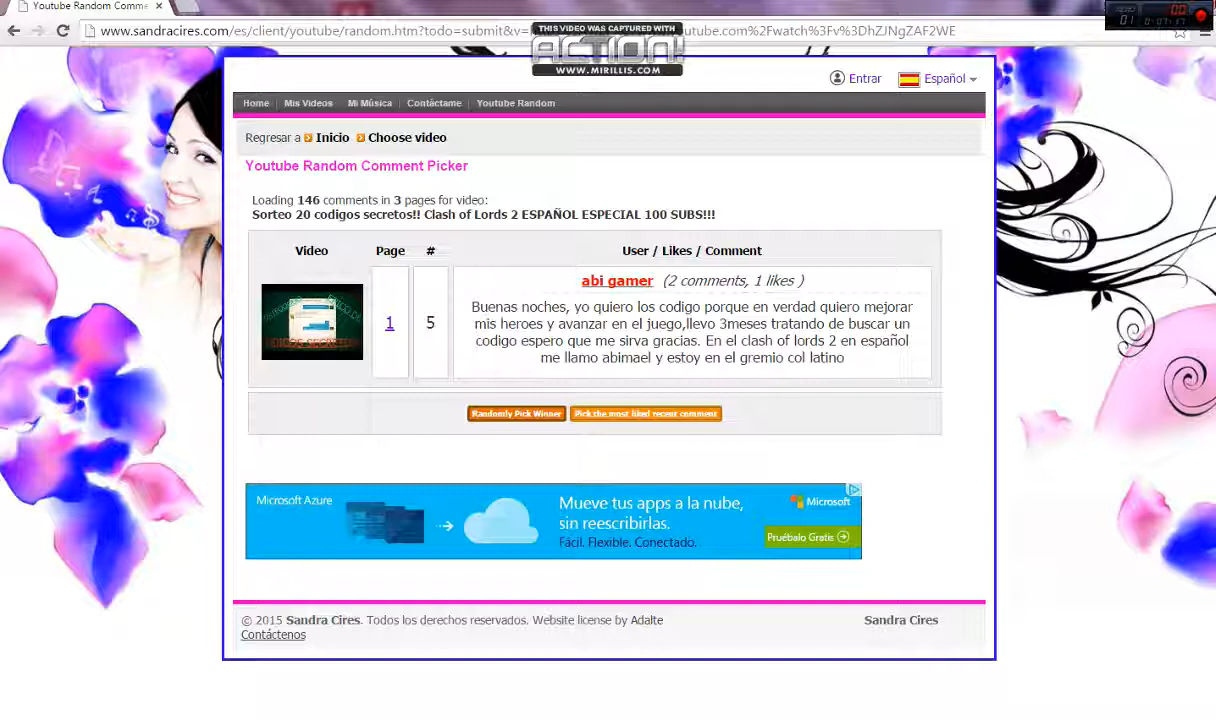 Youtube Random Comme ×
www.sandracires.com/es/client/youtube/random.htm?todo=submit&v=
utube.com%2Fwatch%3Fv%3DhZJNgZAF2WE
THIS VIDEO WAS CAPTURED WITH
ACTION!
WWW.MIRILLIS.COM
Entrar Español
Home Mis Videos Mi Música Contáctame Youtube Random
Regresar a Inicio Choose video
Youtube Random Comment Picker
Loading 146 comments in 3 pages for video:
Sorteo 20 codigos secretos!! Clash of Lords 2 ESPAÑOL ESPECIAL 100 SUBS!!!
Video Page # User / Likes / Comment
abi gamer (2 comments, 1 likes )
1 5
Buenas noches, yo quiero los codigo porque en verdad quiero mejorar
mis heroes y avanzar en el juego,llevo 3meses tratando de buscar un
codigo espero que me sirva gracias. En el clash of lords 2 en español
me llamo abimael y estoy en el gremio col latino
Randomly Pick Winner Pick the most liked recent comment
Microsoft Azure
Mueve tus apps a la nube,
sin reescribirlas.
Fácil. Flexible. Conectado.
Microsoft
Pruébalo Gratis
© 2015 Sandra Cires. Todos los derechos reservados. Website license by Adalte
Sandra Cires
Contáctenos